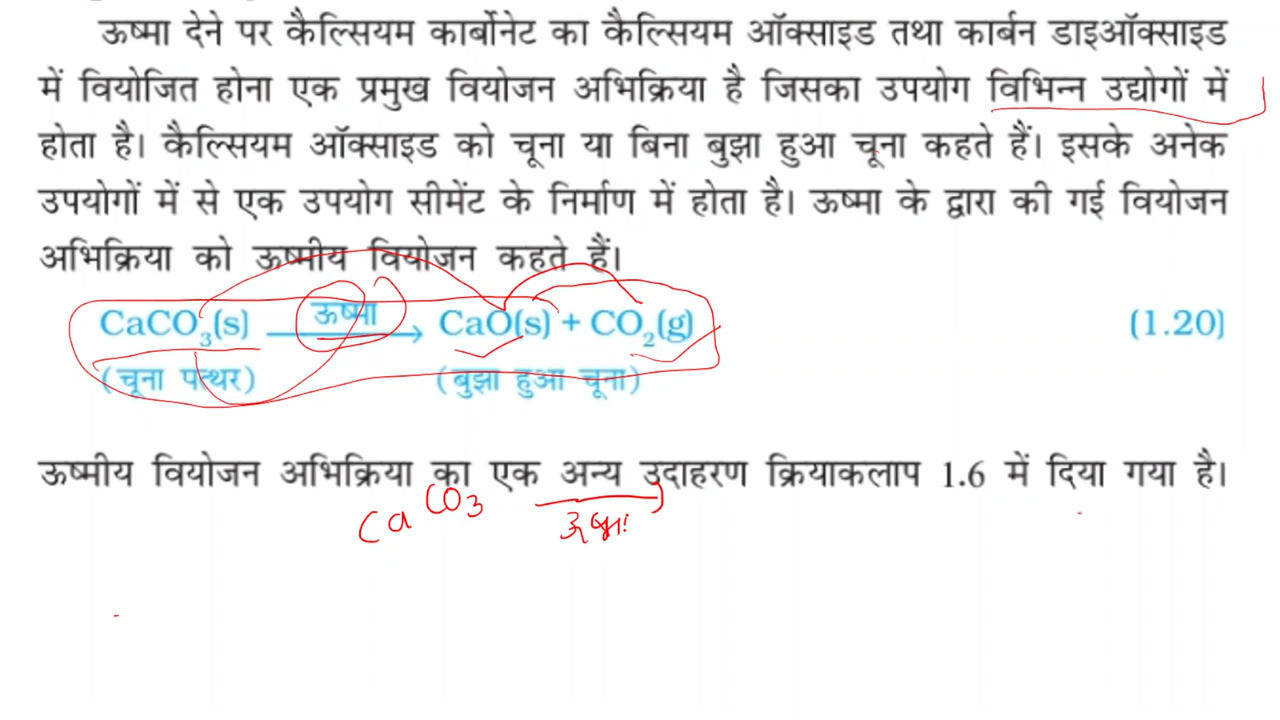 ऊष्मा देने पर कैल्सियम कार्बोनेट का कैल्सियम ऑक्साइड तथा कार्बन डाइऑक्साइड
में वियोजित होना एक प्रमुख वियोजन अभिक्रिया है जिसका उपयोग विभिन्न उद्योगों में
होता है। कैल्सियम ऑक्साइड को चूना या बिना बुझा हुआ चूना कहते हैं। इसके अनेक
उपयोगों में से एक उपयोग सीमेंट के निर्माण में होता है। ऊष्मा के द्वारा की गई वियोजन
अभिक्रिया को ऊष्मीय वियोजन कहते हैं।
CaCO₃(s) ऊष्मा → CaO(s) + CO₂(g) (1.20)
(चूना पत्थर) (बुझा हुआ चूना)
ऊष्मीय वियोजन अभिक्रिया का एक अन्य उदाहरण क्रियाकलाप 1.6 में दिया गया है।
CaCO3
ऊष्मा